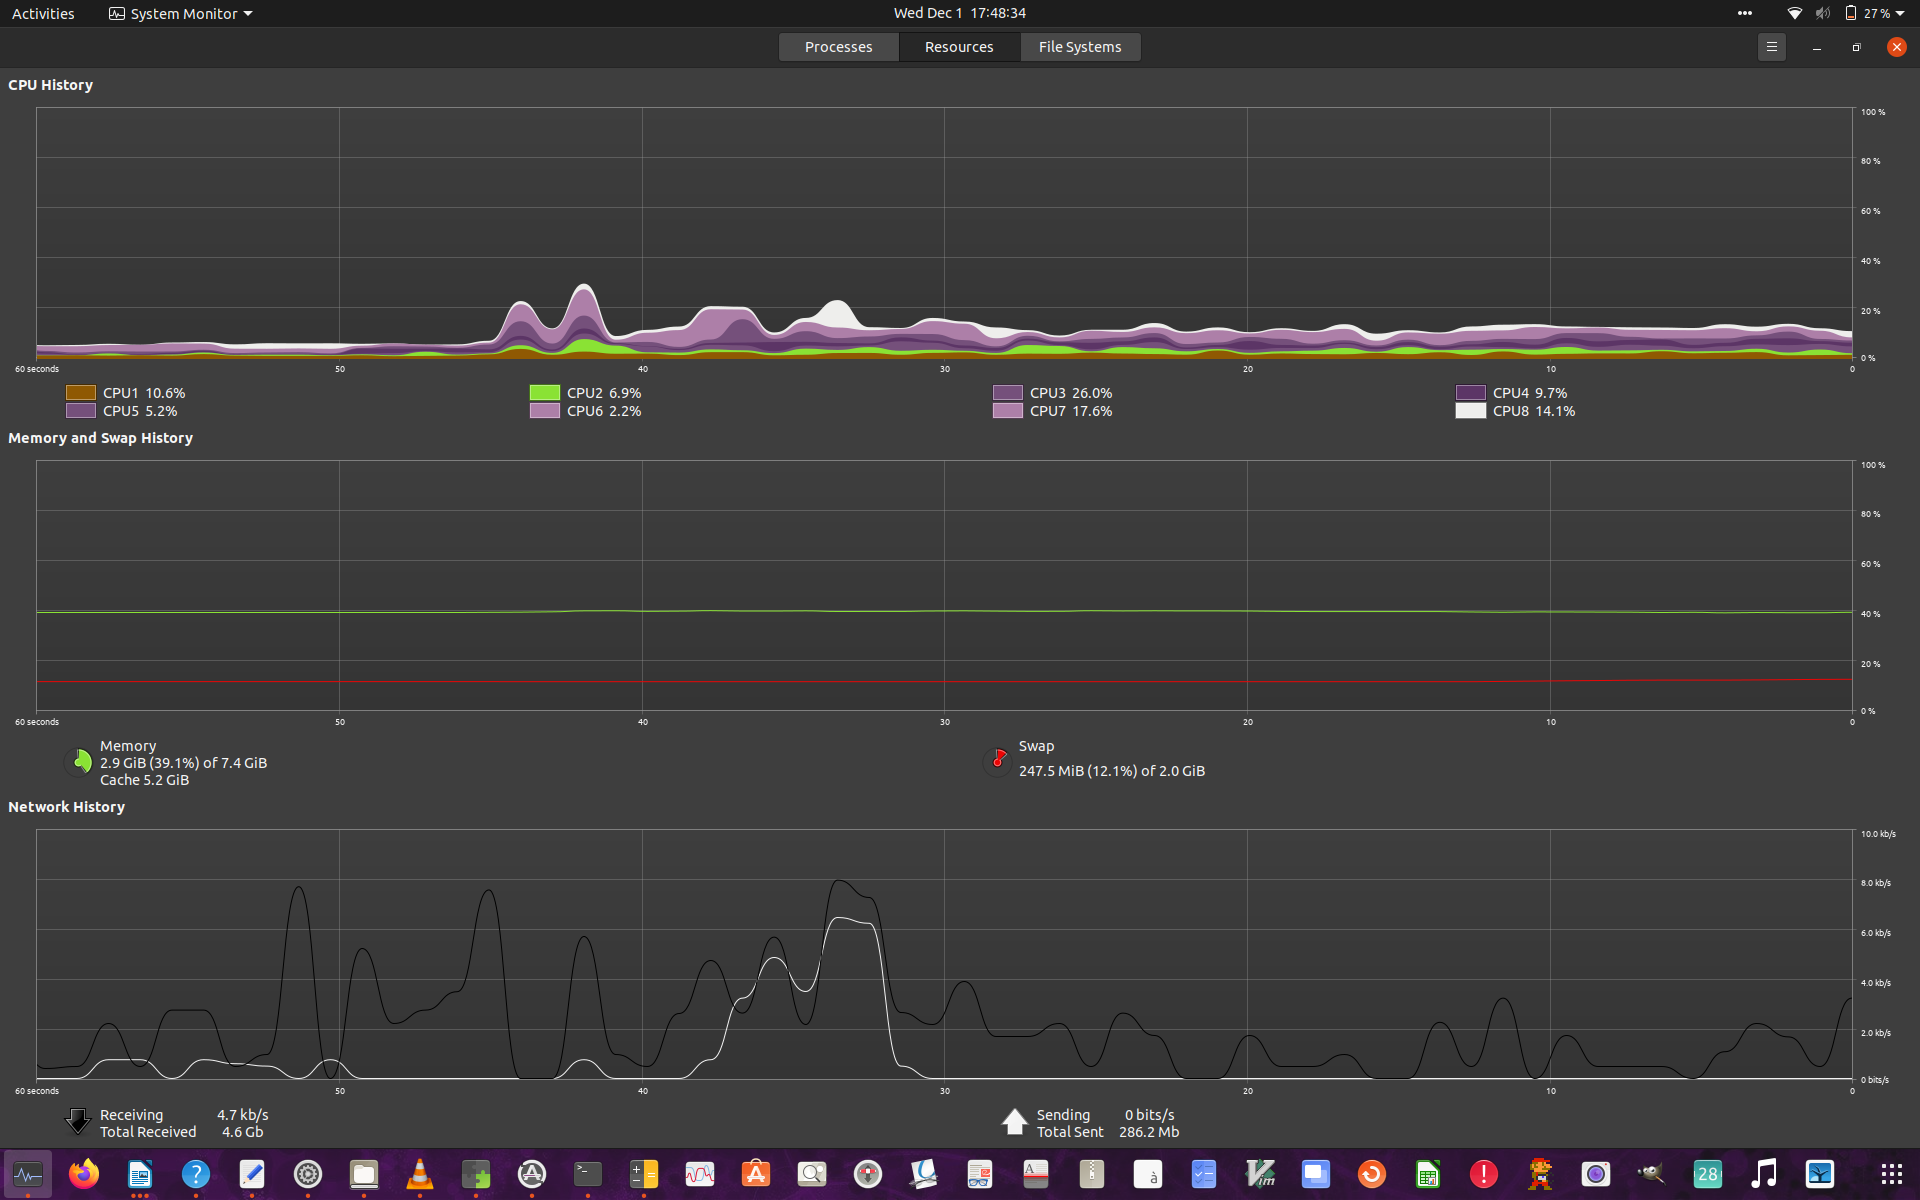 Activities System Monitor Wed Dec 1 17:48:34 27 %
Processes Resources File Systems
CPU History
100 %
80 %
60 %
40 %
20 %
0 %
60 seconds 50 40 30 20 10 0
CPU1 10.6% CPU2 6.9% CPU3 26.0% CPU4 9.7%
CPU5 5.2% CPU6 2.2% CPU7 17.6% CPU8 14.1%
Memory and Swap History
100 %
80 %
60 %
40 %
20 %
0 %
60 seconds 50 40 30 20 10 0
Memory
2.9 GiB (39.1%) of 7.4 GiB
Cache 5.2 GiB
Swap
247.5 MiB (12.1%) of 2.0 GiB
Network History
10.0 kb/s
8.0 kb/s
6.0 kb/s
4.0 kb/s
2.0 kb/s
0 bits/s
60 seconds 50 40 30 20 10 0
Receiving 4.7 kb/s
Total Received 4.6 Gb
Sending 0 bits/s
Total Sent 286.2 Mb
? >_ A à Vim ! 28